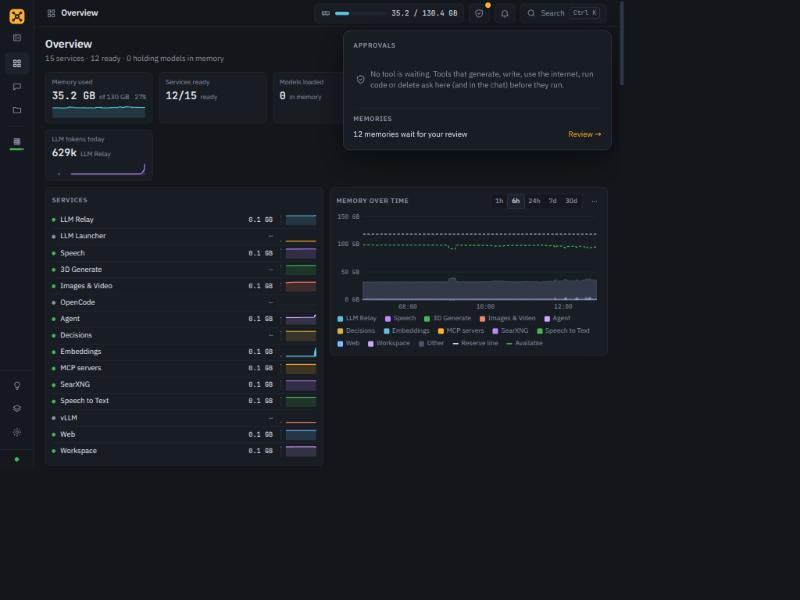 Overview
35.2 / 130.4 GB
Search Ctrl K
Overview
15 services · 12 ready · 0 holding models in memory
APPROVALS
No tool is waiting. Tools that generate, write, use the internet, run
code or delete ask here (and in the chat) before they run.
MEMORIES
12 memories wait for your review
Review →
Memory used
35.2 GB of 130 GB 27%
Services ready
12/15 ready
Models loaded
0 in memory
LLM tokens today
629k LLM Relay
SERVICES
LLM Relay 0.1 GB
LLM Launcher –
Speech 0.1 GB
3D Generate –
Images & Video 0.1 GB
OpenCode –
Agent 0.1 GB
Decisions –
Embeddings 0.1 GB
MCP servers 0.1 GB
SearXNG 0.1 GB
Speech to Text 0.1 GB
vLLM –
Web 0.1 GB
Workspace 0.1 GB
MEMORY OVER TIME
1h 6h 24h 7d 30d ...
150 GB
100 GB
50 GB
0 GB
08:00 10:00 12:00
LLM Relay Speech 3D Generate Images & Video Agent
Decisions Embeddings MCP servers SearXNG Speech to Text
Web Workspace Other Reserve line Available